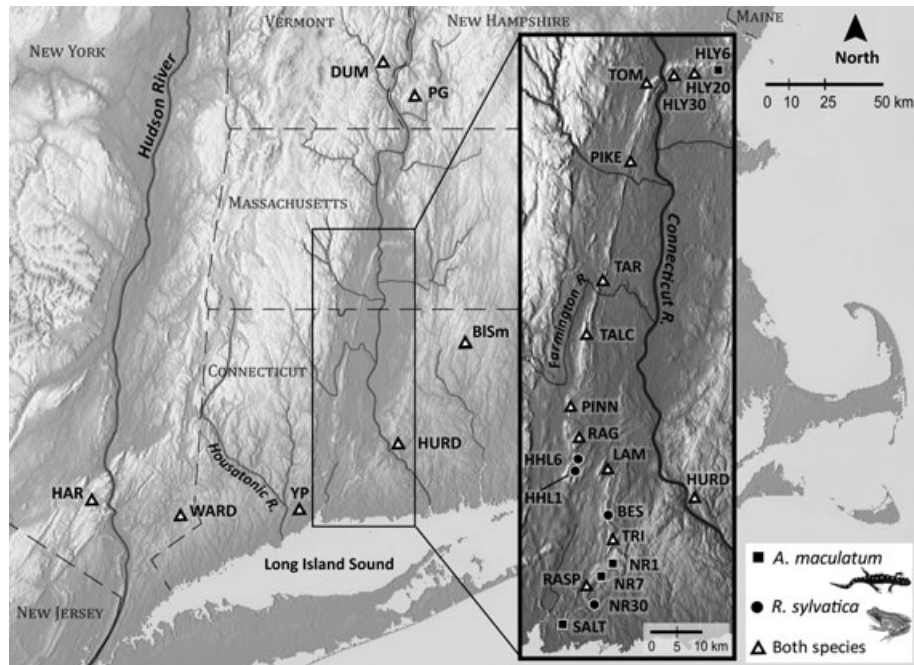 NEW YORK
VERMONT
NEW HAMPSHIRE
MAINE
North
0 10 25 50 km
Hudson River
DUM
PG
MASSACHUSETTS
CONNECTICUT
BlSm
HURD
Housatonic R.
YP
HAR
WARD
Long Island Sound
NEW JERSEY
HLY6
TOM
HLY20
HLY30
PIKE
Connecticut R.
TAR
Farmington R.
TALC
PINN
RAG
HHL6
LAM
HHL1
HURD
BES
TRI
NR1
RASP
NR7
NR30
SALT
0 5 10 km
A. maculatum
R. sylvatica
Both species